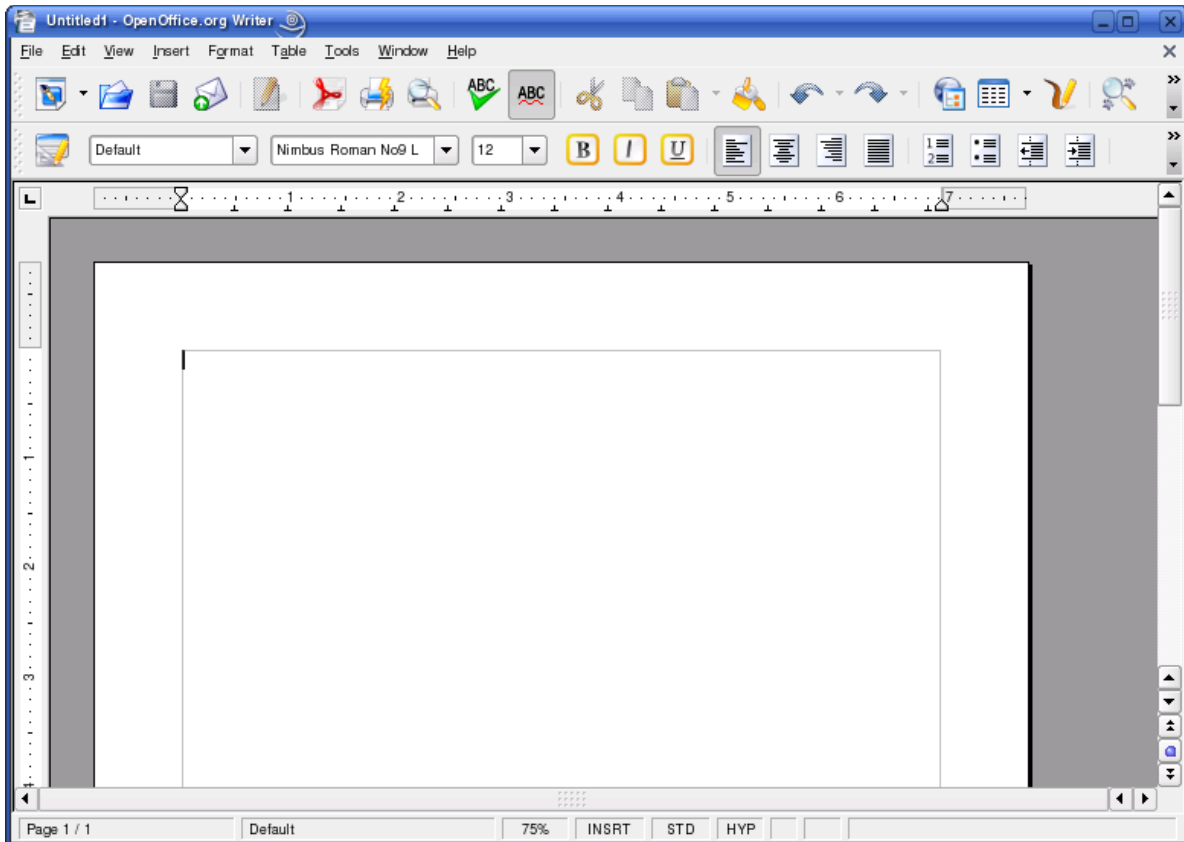 Untitled1 - OpenOffice.org Writer
File Edit View Insert Format Table Tools Window Help
ABC ABC
Default Nimbus Roman No9 L 12 B I U
1 2 3 4 5 6 7
1
2
3
4
Page 1 / 1 Default 75% INSRT STD HYP